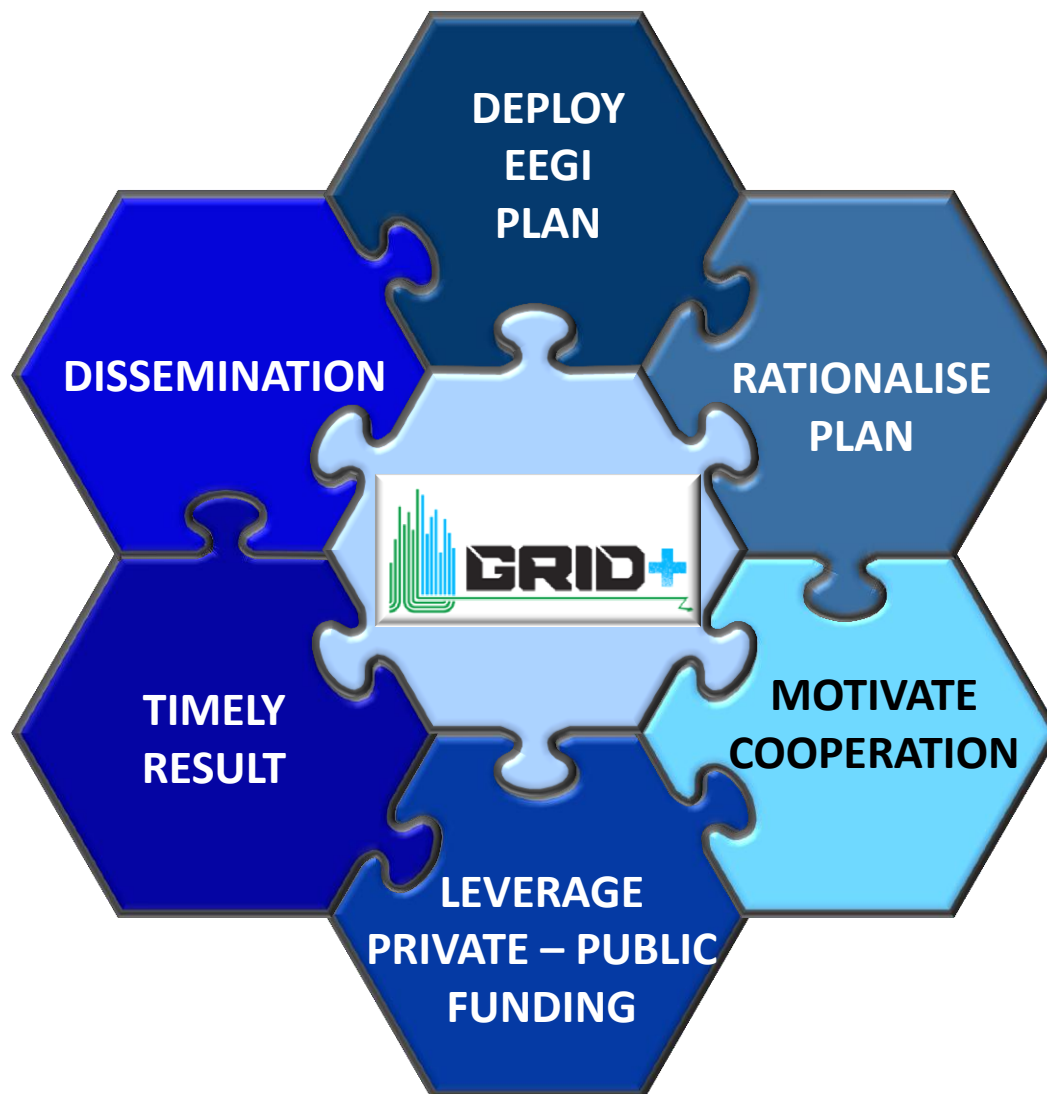 DEPLOY
EEGI
PLAN
DISSEMINATION
RATIONALISE
PLAN
GRID+
TIMELY
RESULT
MOTIVATE
COOPERATION
LEVERAGE
PRIVATE – PUBLIC
FUNDING